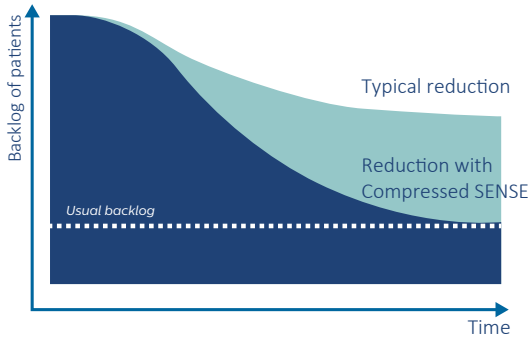 Backlog of patients
Typical reduction
Reduction with
Compressed SENSE
Usual backlog
Time